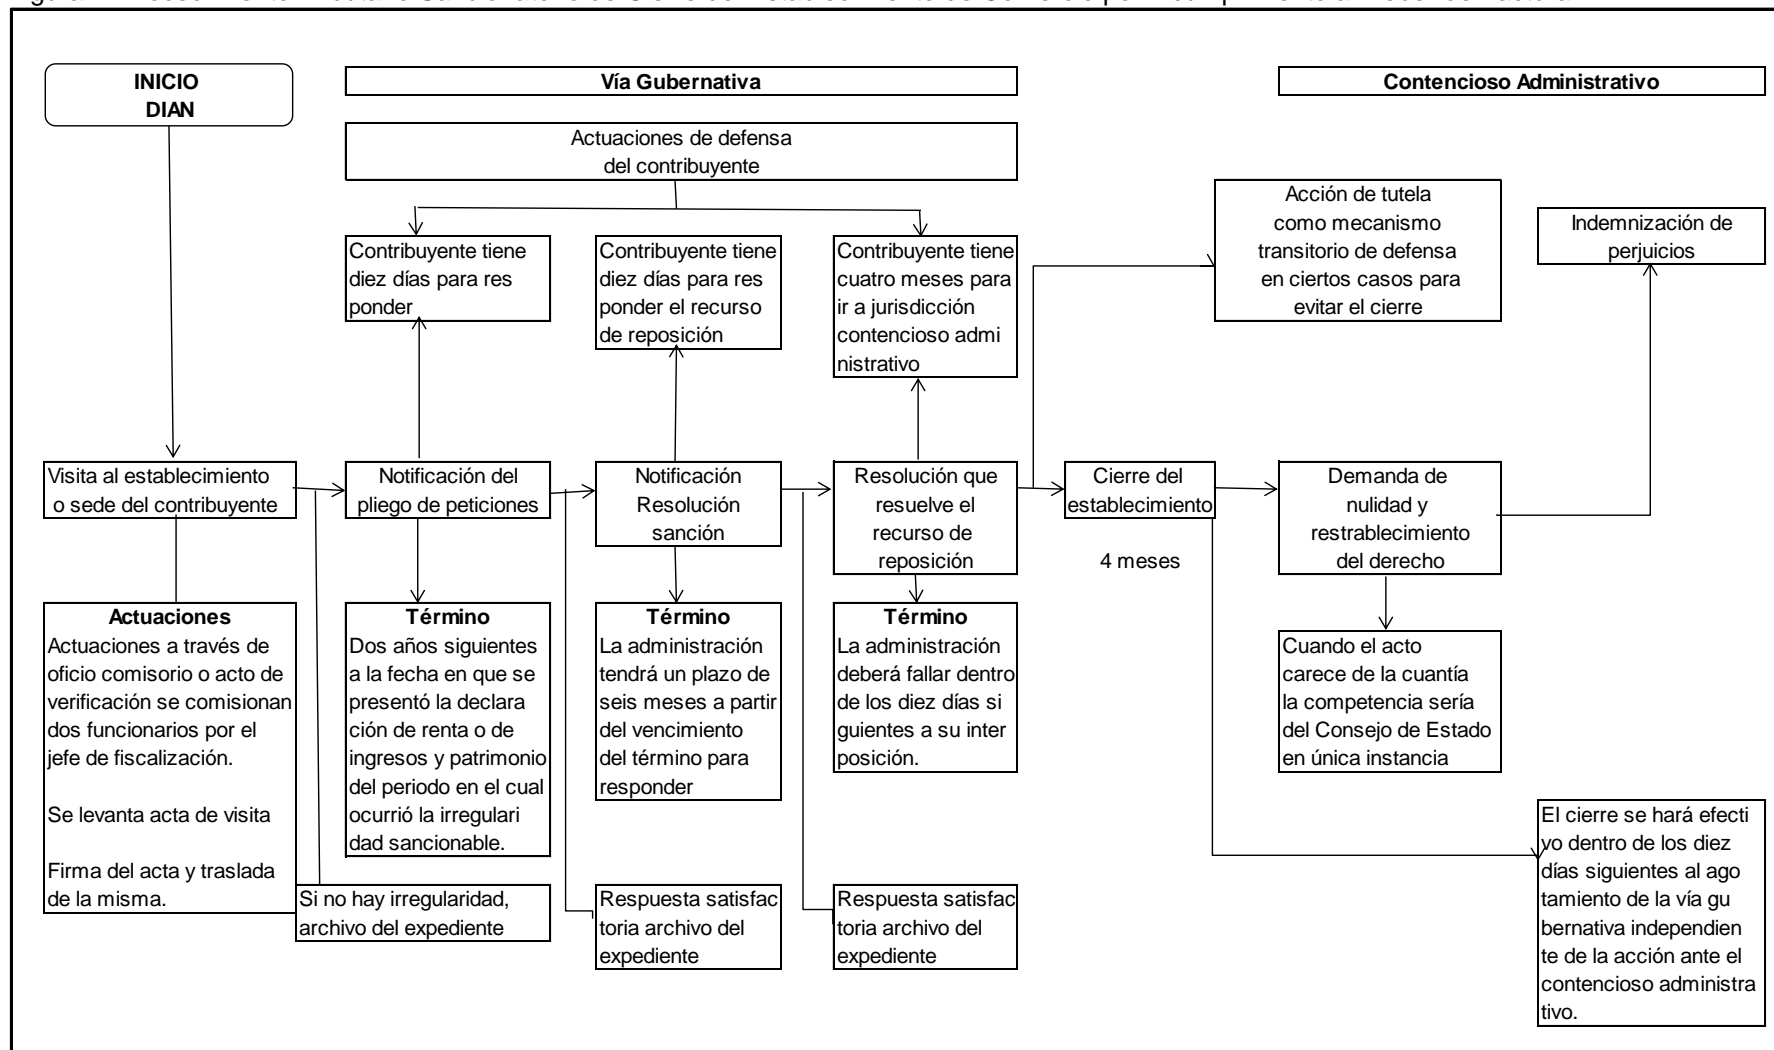 INICIO
DIAN
Vía Gubernativa
Contencioso Administrativo
Actuaciones de defensa
del contribuyente
Contribuyente tiene
diez días para res
ponder
Contribuyente tiene
diez días para res
ponder el recurso
de reposición
Contribuyente tiene
cuatro meses para
ir a jurisdicción
contencioso admi
nistrativo
Acción de tutela
como mecanismo
transitorio de defensa
en ciertos casos para
evitar el cierre
Indemnización de
perjuicios
Visita al establecimiento
o sede del contribuyente
Notificación del
pliego de peticiones
Notificación
Resolución
sanción
Resolución que
resuelve el
recurso de
reposición
Cierre del
establecimiento
4 meses
Demanda de
nulidad y
restrablecimiento
del derecho
Actuaciones
Actuaciones a través de
oficio comisorio o acto de
verificación se comisionan
dos funcionarios por el
jefe de fiscalización.
Se levanta acta de visita
Firma del acta y traslada
de la misma.
Término
Dos años siguientes
a la fecha en que se
presentó la declara
ción de renta o de
ingresos y patrimonio
del periodo en el cual
ocurrió la irregulari
dad sancionable.
Término
La administración
tendrá un plazo de
seis meses a partir
del vencimiento
del término para
responder
Término
La administración
deberá fallar dentro
de los diez días si
guientes a su inter
posición.
Cuando el acto
carece de la cuantía
la competencia sería
del Consejo de Estado
en única instancia
Si no hay irregularidad,
archivo del expediente
Respuesta satisfac
toria archivo del
expediente
Respuesta satisfac
toria archivo del
expediente
El cierre se hará efecti
vo dentro de los diez
días siguientes al ago
tamiento de la vía gu
bernativa independien
te de la acción ante el
contencioso administra
tivo.